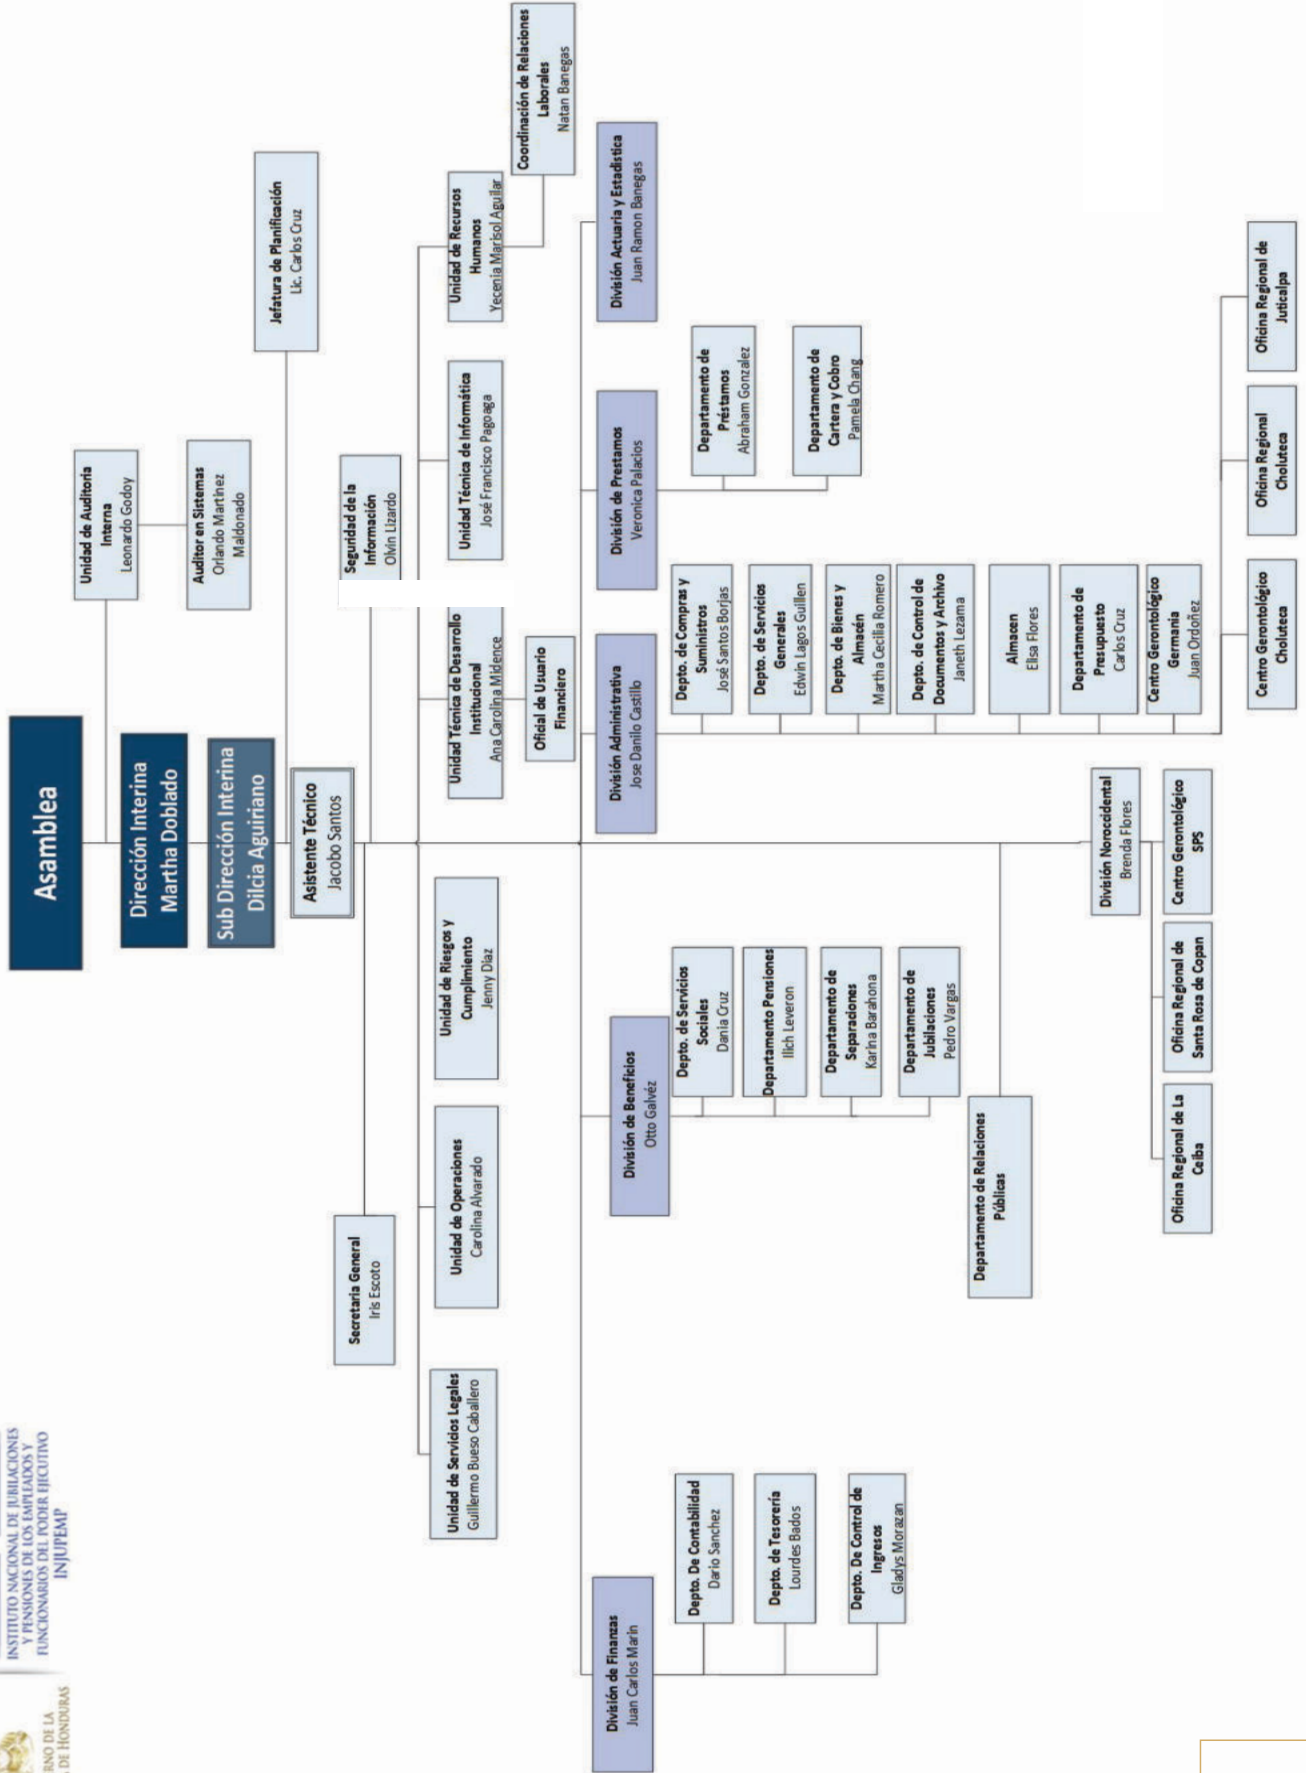 RNO DE LA
DE HONDURAS
INSTITUTO NACIONAL DE JUBILACIONES
Y PENSIONES DE LOS EMPLEADOS Y
FUNCIONARIOS DEL PODER EJECUTIVO
INJUPEMP
Asamblea
Unidad de Auditoria
Interna
Leonardo Godoy
Dirección Interina
Martha Doblado
Auditor en Sistemas
Orlando Martinez
Maldonado
Sub Dirección Interina
Dilcia Aguiriano
Jefatura de Planificación
Lic. Carlos Cruz
Asistente Técnico
Jacobo Santos
Secretaria General
Iris Escoto
Seguridad de la
Información
Olvin Lizardo
Unidad de Servicios Legales
Guillermo Bueso Caballero
Unidad de Operaciones
Carolina Alvarado
Unidad de Riesgos y
Cumplimiento
Jenny Diaz
Unidad Técnica de Desarrollo
Institucional
Ana Carolina Midence
Unidad Técnica de Informática
José Francisco Pagoaga
Unidad de Recursos
Humanos
Yecenia Marisol Aguilar
Oficial de Usuario
Financiero
Coordinación de Relaciones
Laborales
Natan Banegas
División de Finanzas
Juan Carlos Marin
División de Beneficios
Otto Galvéz
División Administrativa
Jose Danilo Castillo
División de Prestamos
Veronica Palacios
División Actuaria y Estadistica
Juan Ramon Banegas
Depto. De Contabilidad
Dario Sanchez
Depto. de Tesorería
Lourdes Bados
Depto. De Control de
Ingresos
Gladys Morazan
Depto. de Servicios
Sociales
Dania Cruz
Departamento Pensiones
Ilich Leveron
Departamento de
Separaciones
Karina Barahona
Departamento de
Jubilaciones
Pedro Vargas
Depto. de Compras y
Suministros
José Santos Borjas
Depto. de Servicios
Generales
Edwin Lagos Guillen
Depto. de Bienes y
Almacén
Martha Cecilia Romero
Depto. de Control de
Documentos y Archivo
Janeth Lezama
Almacen
Elisa Flores
Departamento de
Presupuesto
Carlos Cruz
Centro Gerontológico
Germania
Juan Ordoñez
Departamento de
Préstamos
Abraham Gonzalez
Departamento de
Cartera y Cobro
Pamela Chang
Departamento de Relaciones
Públicas
División Noroccidental
Brenda Flores
Oficina Regional de La
Ceiba
Oficina Regional de
Santa Rosa de Copan
Centro Gerontológico
SPS
Centro Gerontológico
Choluteca
Oficina Regional
Choluteca
Oficina Regional de
Juticalpa